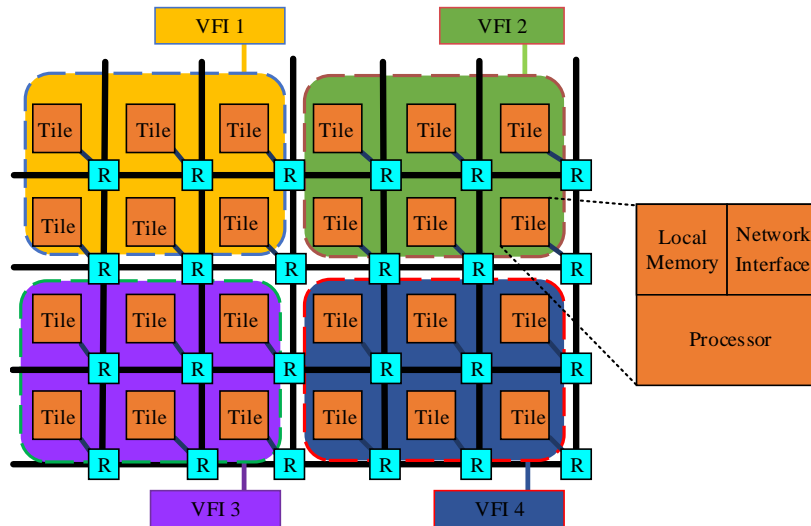 VFI 1
VFI 2
Tile Tile Tile Tile Tile Tile
R R R R R R
Tile Tile Tile Tile Tile Tile
Local Memory
Network Interface
R R R R R R
Tile Tile Tile Tile Tile Tile
Processor
R R R R R R
Tile Tile Tile Tile Tile Tile
R R R R R R
VFI 3
VFI 4